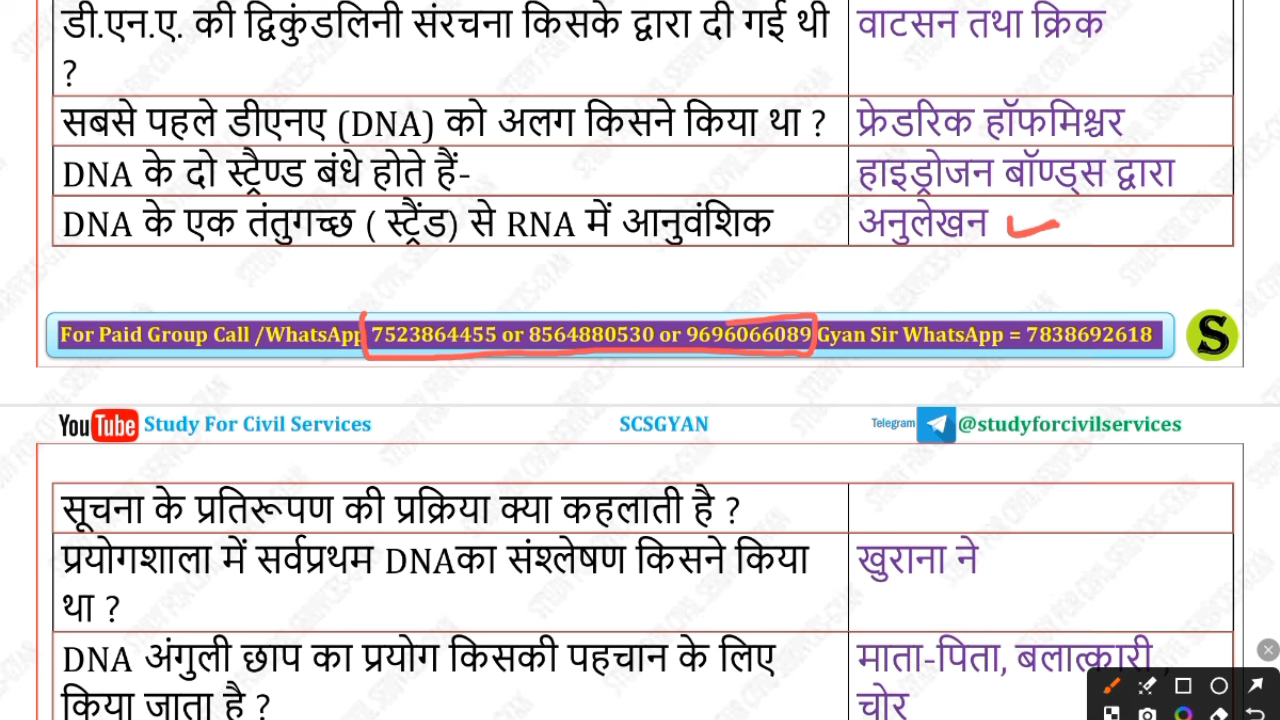 डी.एन.ए. की द्विकुंडलिनी संरचना किसके द्वारा दी गई थी वाटसन तथा क्रिक
?
सबसे पहले डीएनए (DNA) को अलग किसने किया था ? फ्रेडरिक हॉफमिश्चर
DNA के दो स्ट्रैण्ड बंधे होते हैं- हाइड्रोजन बॉण्ड्स द्वारा
DNA के एक तंतुगच्छ ( स्ट्रैंड) से RNA में आनुवंशिक अनुलेखन
For Paid Group Call /WhatsApp 7523864455 or 8564880530 or 9696066089 Gyan Sir WhatsApp = 7838692618
S
YouTube Study For Civil Services SCSGYAN Telegram @studyforcivilservices
सूचना के प्रतिरूपण की प्रक्रिया क्या कहलाती है ?
प्रयोगशाला में सर्वप्रथम DNAका संश्लेषण किसने किया खुराना ने
था ?
DNA अंगुली छाप का प्रयोग किसकी पहचान के लिए माता-पिता, बलात्कारी ,
किया जाता है ? चोर